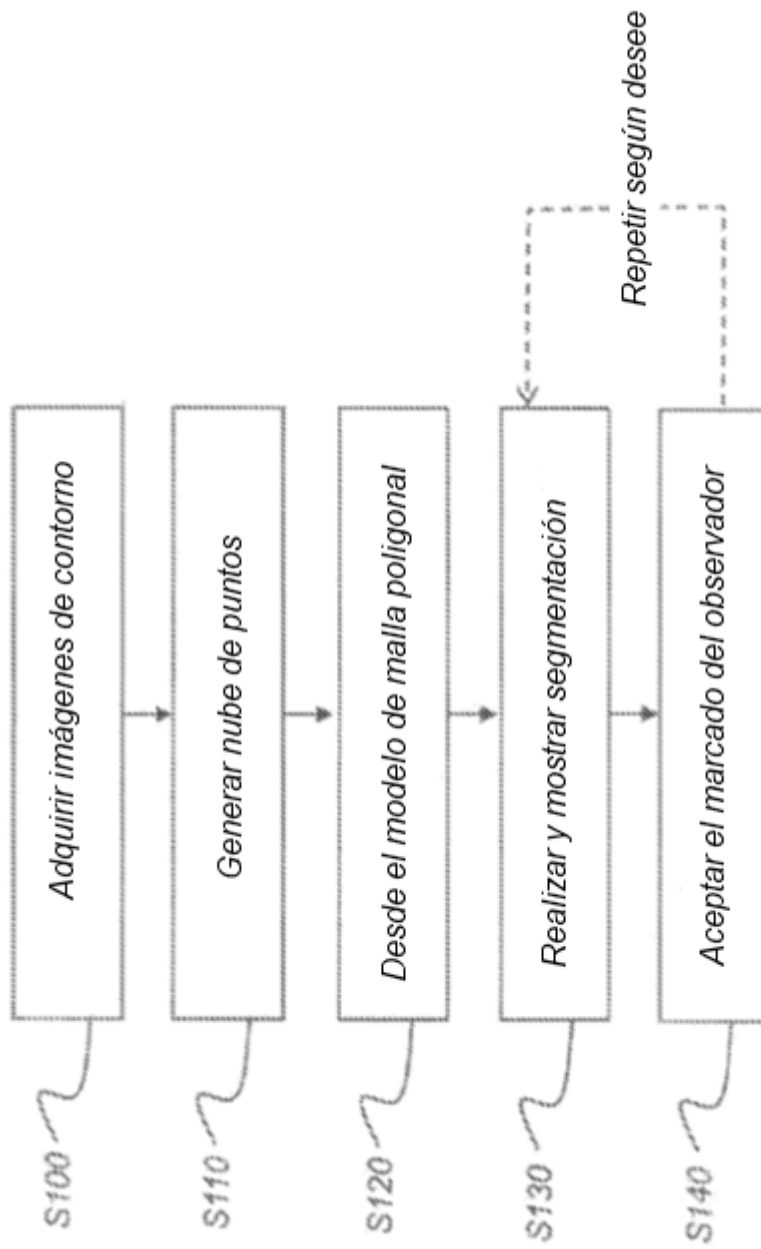 S100
Adquirir imágenes de contorno
S110
Generar nube de puntos
S120
Desde el modelo de malla poligonal
S130
Realizar y mostrar segmentación
S140
Aceptar el marcado del observador
Repetir según desee